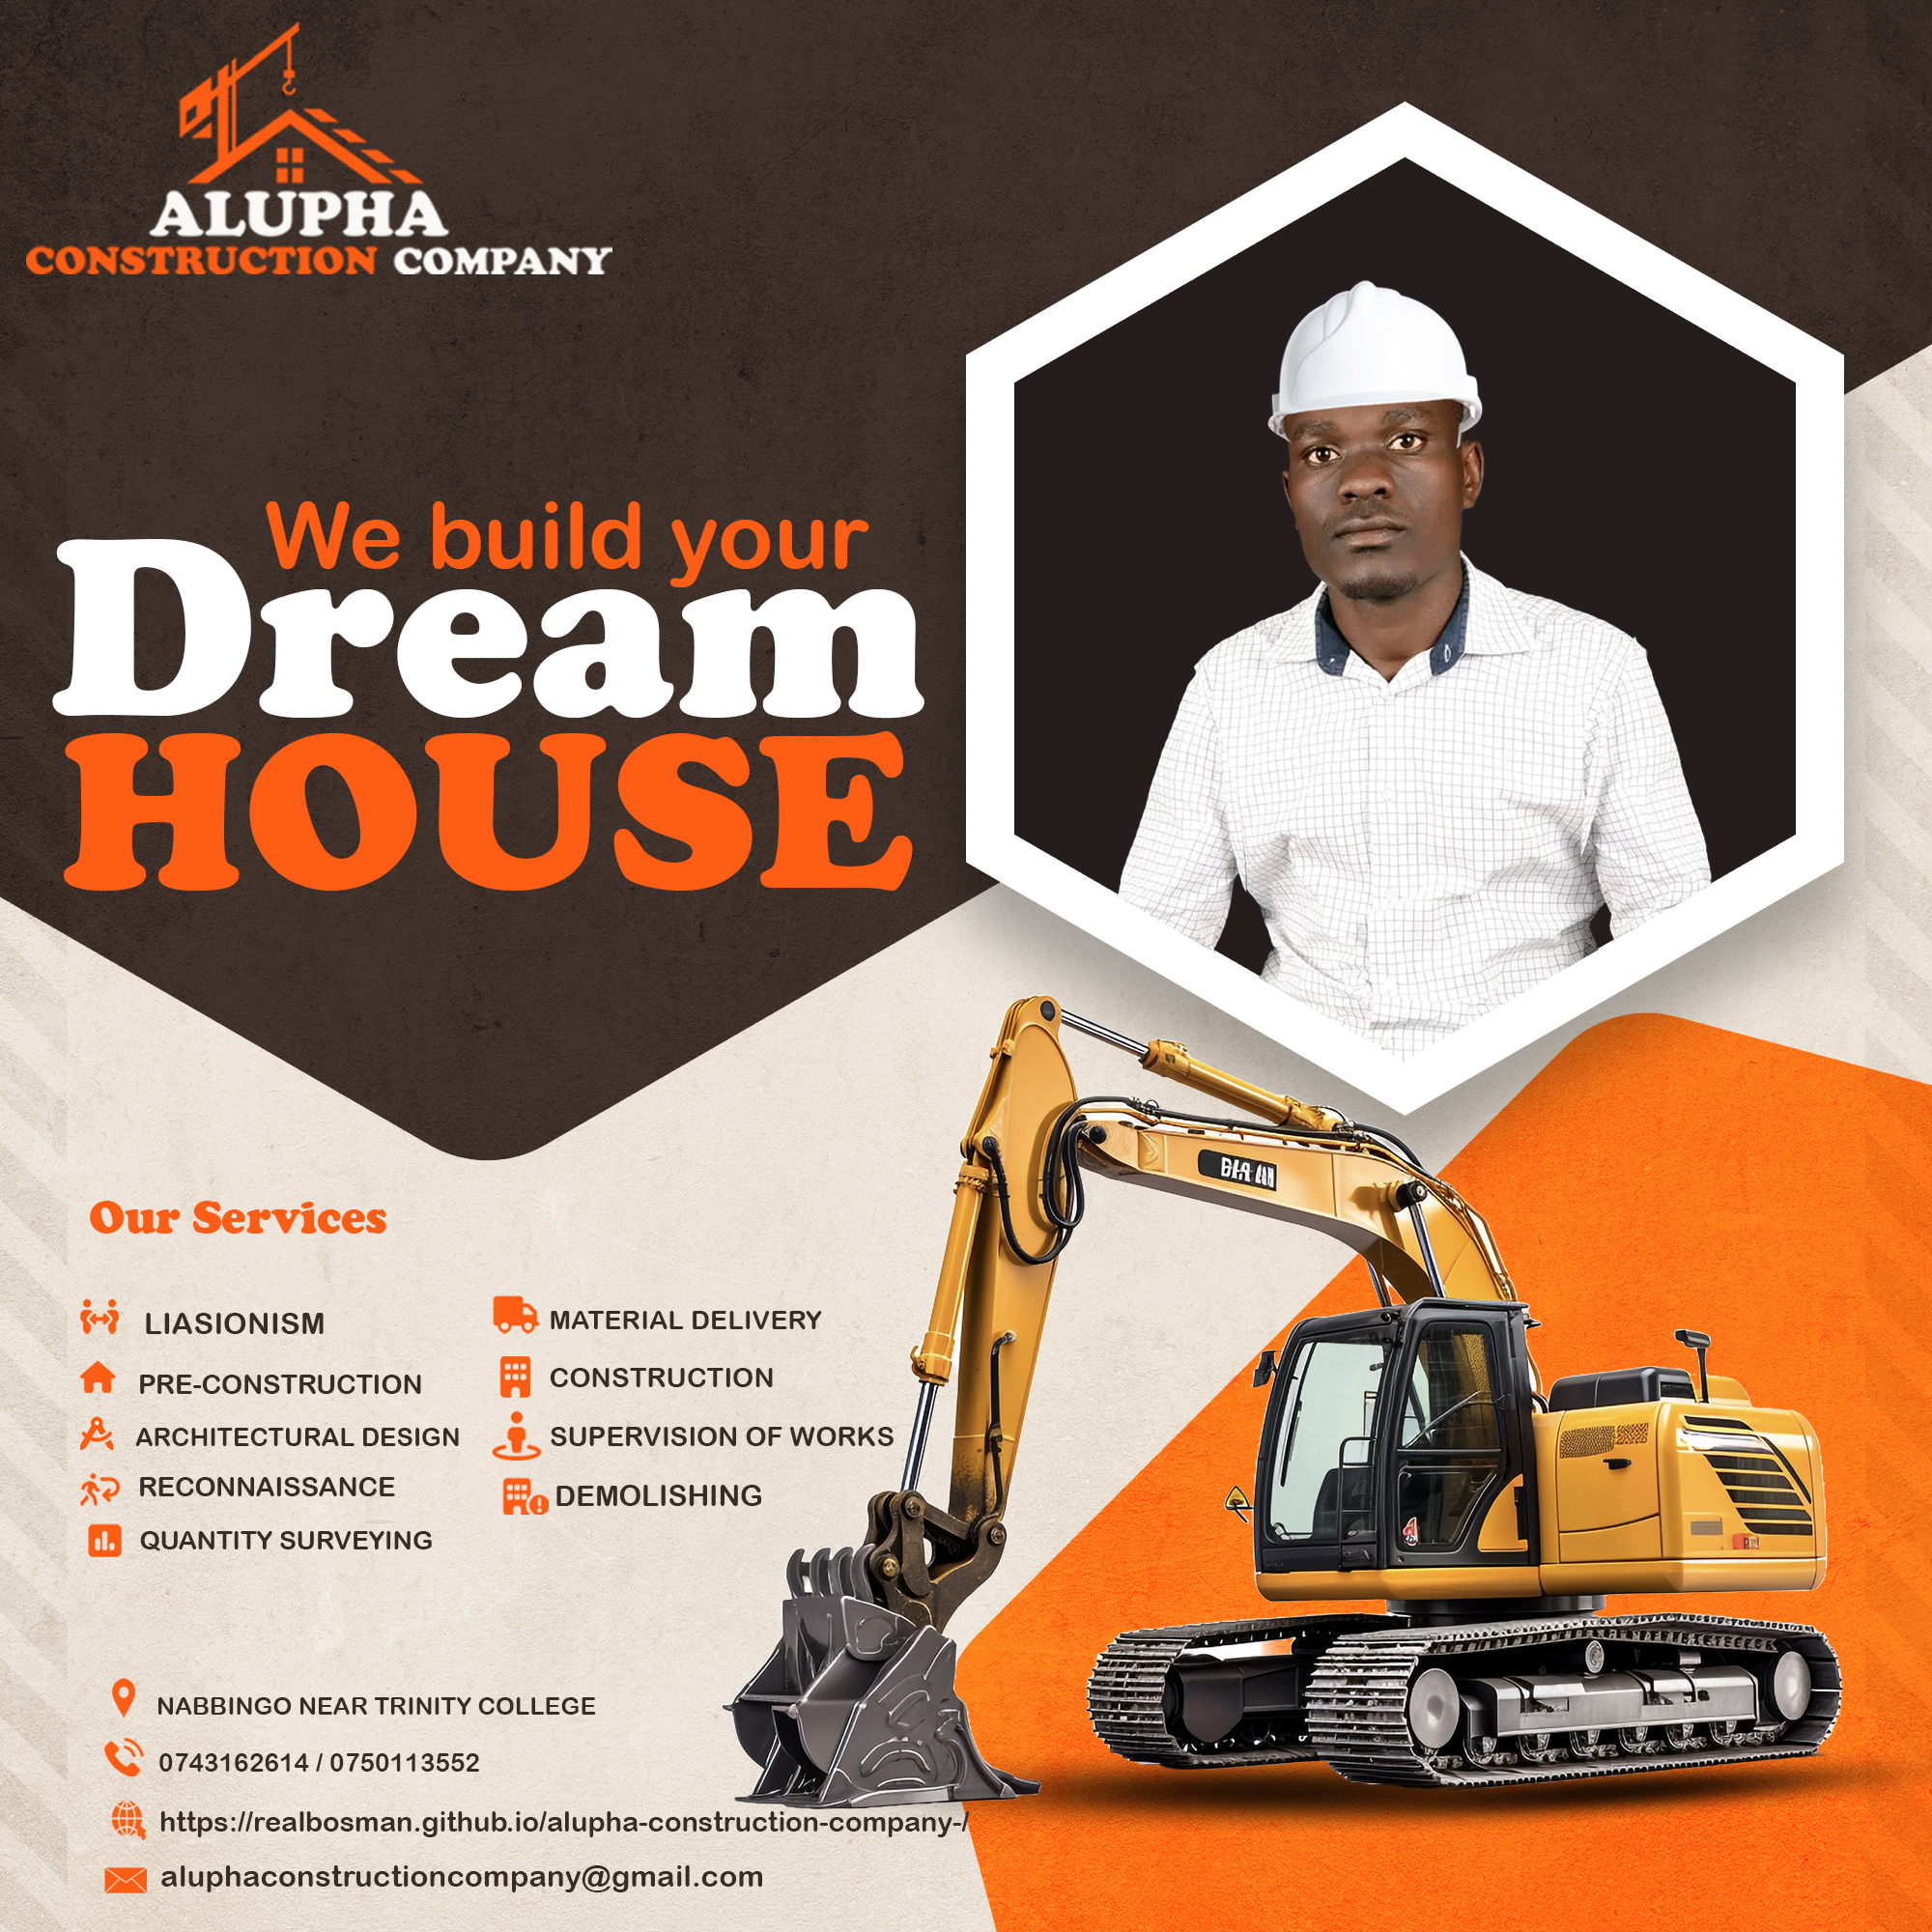 ALUPHA
CONSTRUCTION COMPANY
We build your
Dream
HOUSE
Our Services
LIASIONISM
PRE-CONSTRUCTION
ARCHITECTURAL DESIGN
RECONNAISSANCE
QUANTITY SURVEYING
MATERIAL DELIVERY
CONSTRUCTION
SUPERVISION OF WORKS
DEMOLISHING
NABBINGO NEAR TRINITY COLLEGE
0743162614 / 0750113552
https://realbosman.github.io/alupha-construction-company-/
aluphaconstructioncompany@gmail.com